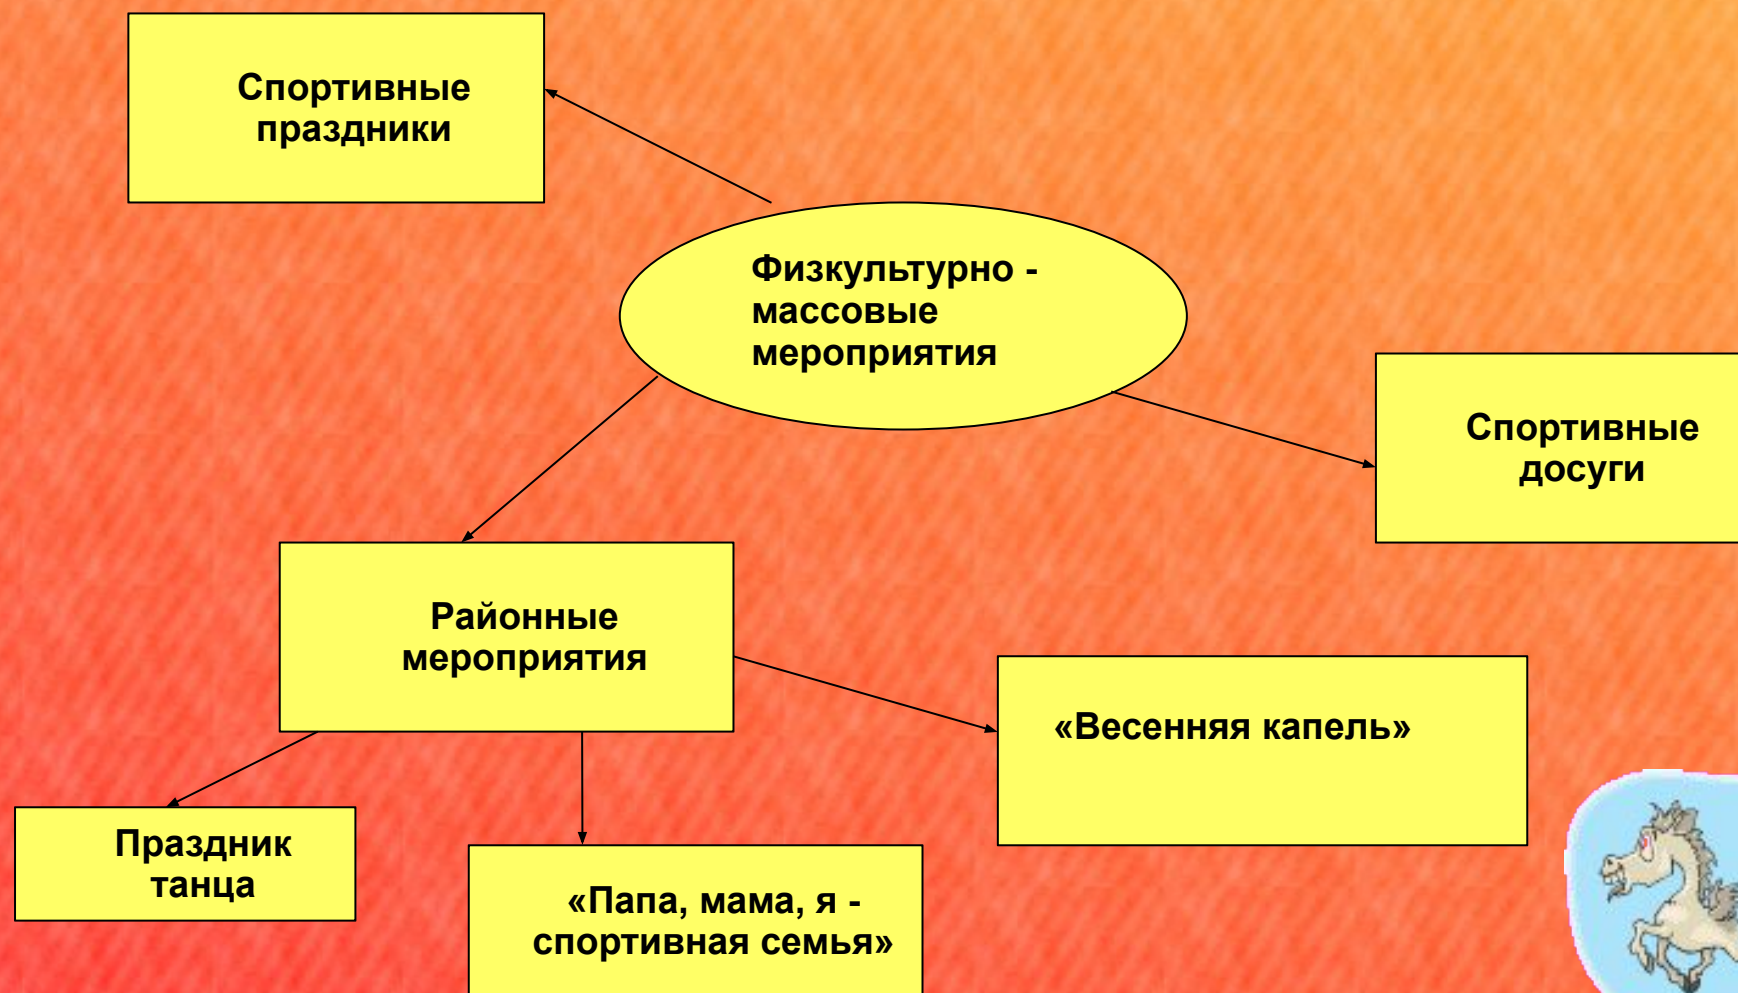 Спортивные
праздники
Физкультурно -
массовые
мероприятия
Спортивные
досуги
Районные
мероприятия
«Весенняя капель»
Праздник
танца
«Папа, мама, я -
спортивная семья»